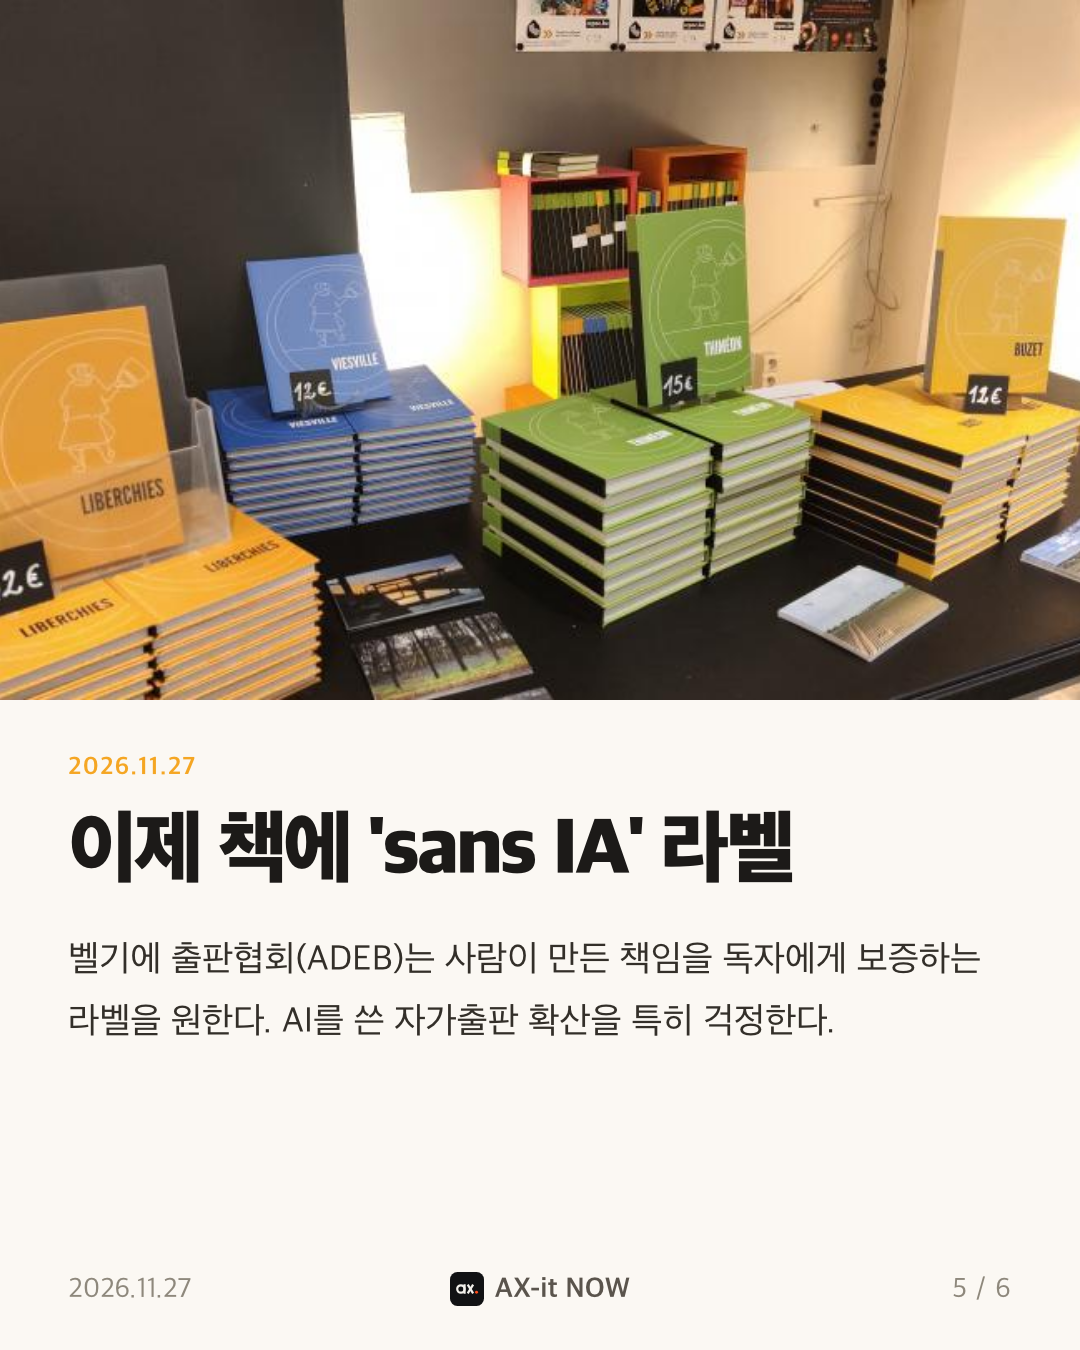 VIESVILLE
12€
VIESVILLE
VIESVILLE
THIMÉON
15€
THIMÉON
THIMÉON
BUZET
12€
LIBERCHIES
2€
LIBERCHIES
LIBERCHIES
2026.11.27
이제 책에 'sans IA' 라벨
벨기에 출판협회(ADEB)는 사람이 만든 책임을 독자에게 보증하는
라벨을 원한다. AI를 쓴 자가출판 확산을 특히 걱정한다.
2026.11.27
ax.
AX-it NOW
5 / 6